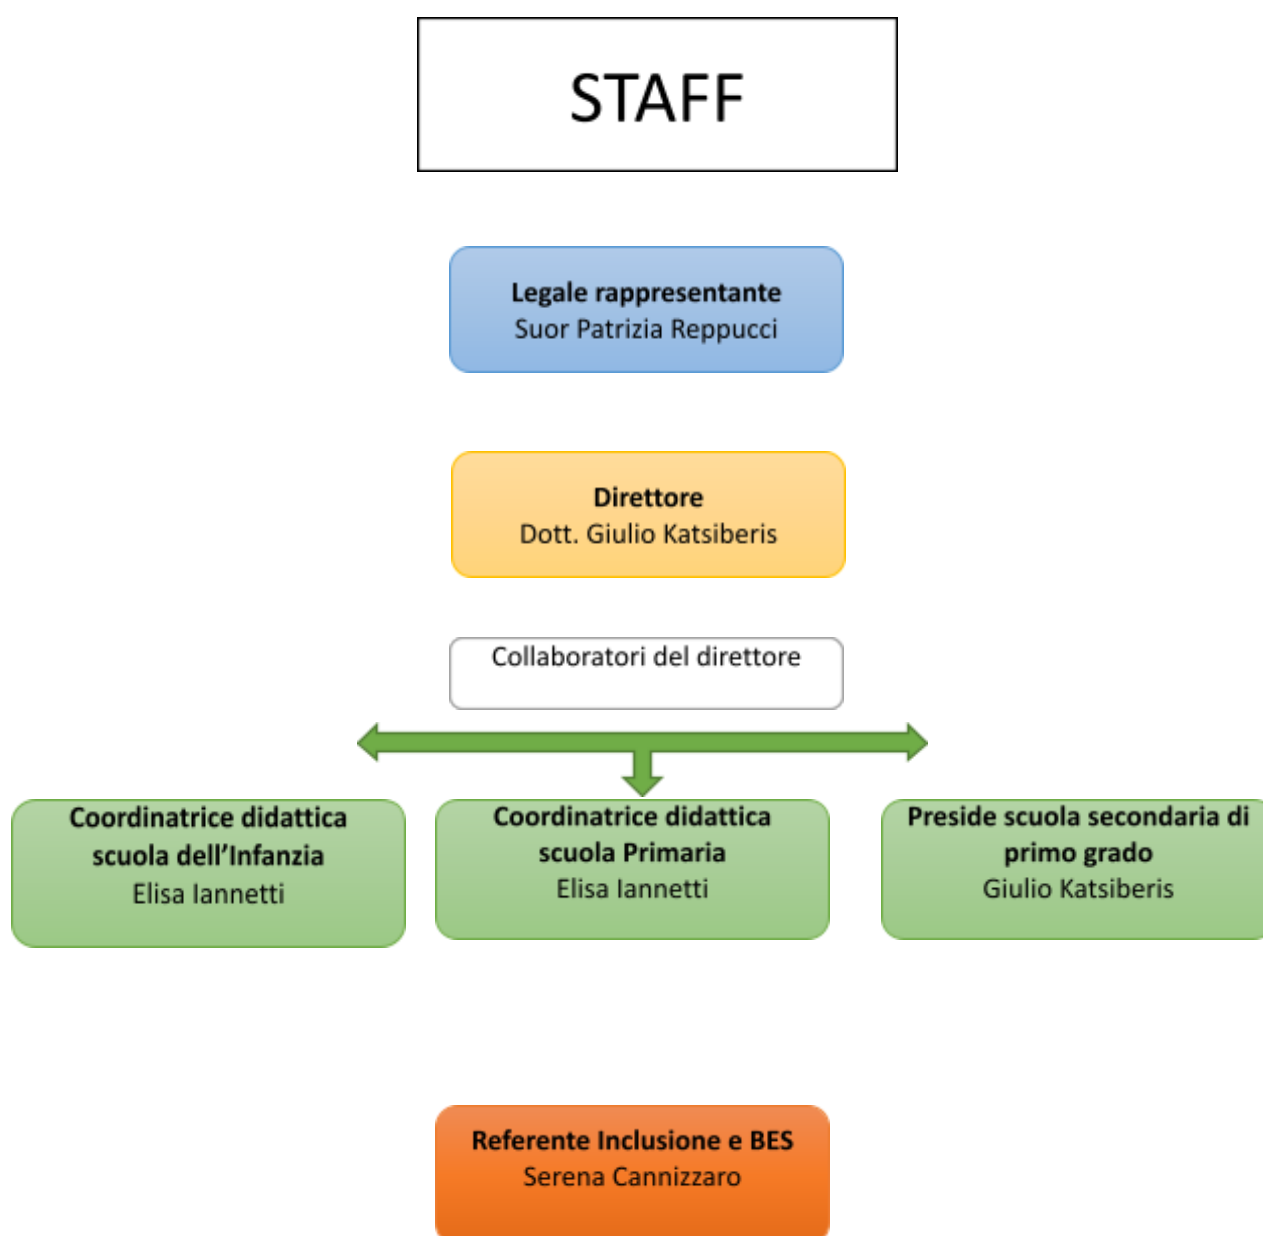 STAFF
Legale rappresentante
Suor Patrizia Reppucci
Direttore
Dott. Giulio Katsiberis
Collaboratori del direttore
Coordinatrice didattica
scuola dell’Infanzia
Elisa Iannetti
Coordinatrice didattica
scuola Primaria
Elisa Iannetti
Preside scuola secondaria di
primo grado
Giulio Katsiberis
Referente Inclusione e BES
Serena Cannizzaro